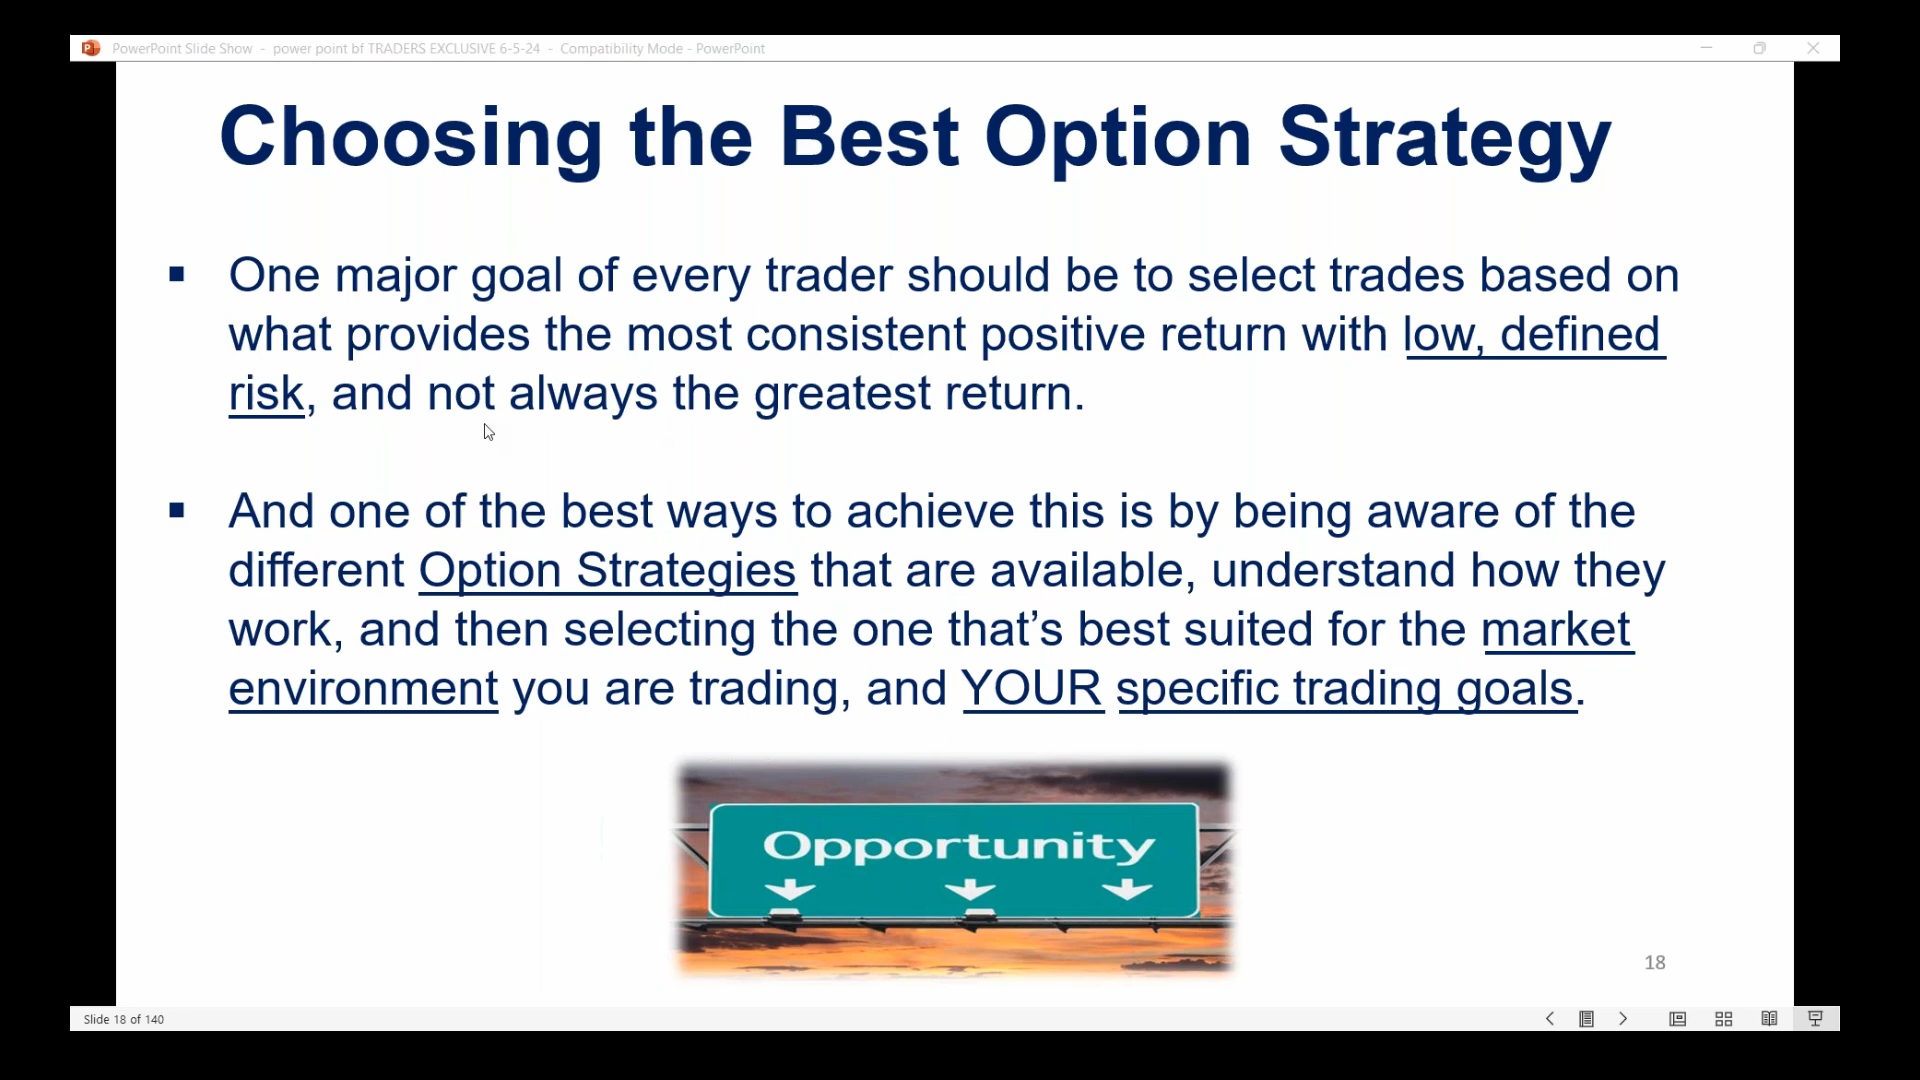 PowerPoint Slide Show - power point bf TRADERS EXCLUSIVE 6-5-24 - Compatibility Mode - PowerPoint
Choosing the Best Option Strategy
▪ One major goal of every trader should be to select trades based on
what provides the most consistent positive return with low, defined
risk, and not always the greatest return.
▪ And one of the best ways to achieve this is by being aware of the
different Option Strategies that are available, understand how they
work, and then selecting the one that’s best suited for the market
environment you are trading, and YOUR specific trading goals.
Opportunity
18
Slide 18 of 140